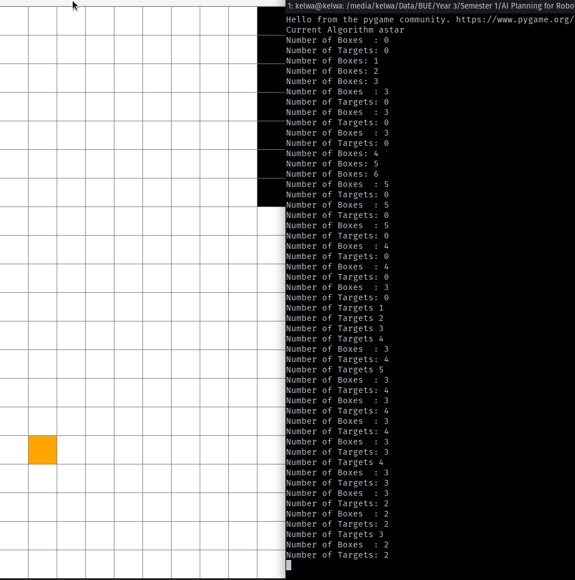 1: kelwa@kelwa: /media/kelwa/Data/BUE/Year 3/Semester 1/AI Planning for Robo
Hello from the pygame community. https://www.pygame.org/
Current Algorithm astar
Number of Boxes  : 0
Number of Targets: 0
Number of Boxes: 1
Number of Boxes: 2
Number of Boxes: 3
Number of Boxes  : 3
Number of Targets: 0
Number of Boxes  : 3
Number of Targets: 0
Number of Boxes  : 3
Number of Targets: 0
Number of Boxes: 4
Number of Boxes: 5
Number of Boxes: 6
Number of Boxes  : 5
Number of Targets: 0
Number of Boxes  : 5
Number of Targets: 0
Number of Boxes  : 5
Number of Targets: 0
Number of Boxes  : 4
Number of Targets: 0
Number of Boxes  : 4
Number of Targets: 0
Number of Boxes  : 3
Number of Targets: 0
Number of Targets 1
Number of Targets 2
Number of Targets 3
Number of Targets 4
Number of Boxes  : 3
Number of Targets: 4
Number of Targets 5
Number of Boxes  : 3
Number of Targets: 4
Number of Boxes  : 3
Number of Targets: 4
Number of Boxes  : 3
Number of Targets: 4
Number of Boxes  : 3
Number of Targets: 3
Number of Targets 4
Number of Boxes  : 3
Number of Targets: 3
Number of Boxes  : 3
Number of Targets: 2
Number of Boxes  : 2
Number of Targets: 2
Number of Targets 3
Number of Boxes  : 2
Number of Targets: 2